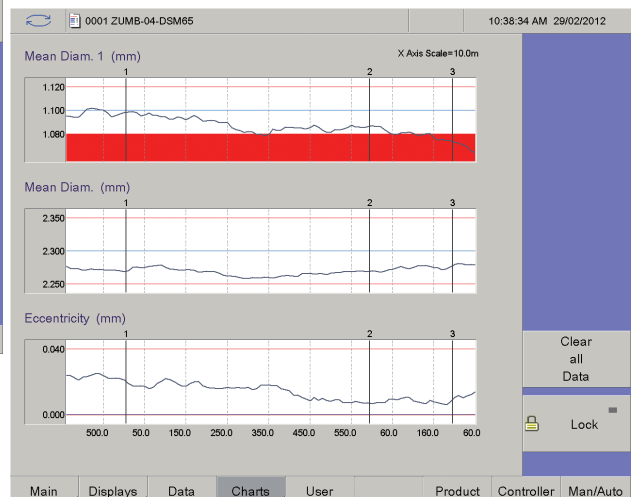 0001 ZUMB-04-DSM65 10:38:34 AM 29/02/2012
Mean Diam. 1 (mm) X Axis Scale=10.0m
1 2 3
1.120
1.100
1.080
Mean Diam. (mm)
1 2 3
2.350
2.300
2.250
Eccentricity (mm)
1 2 3
0.040
0.000
500.0 50.0 150.0 250.0 350.0 450.0 550.0 60.0 160.0 60.0
Clear
all
Data
Lock
Main Displays Data Charts User Product Controller Man/Auto